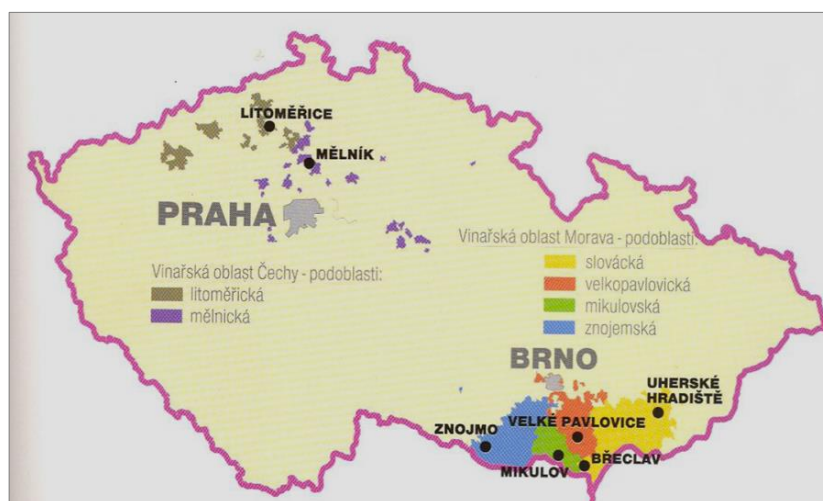 LITOMĚŘICE
MĚLNÍK
PRAHA
Vinařská oblast Čechy - podoblasti:
litoměřická
mělnická
Vinařská oblast Morava - podoblasti:
slovácká
velkopavlovická
mikulovská
znojemská
BRNO
UHERSKÉ
HRADIŠTĚ
ZNOJMO
VELKÉ PAVLOVICE
MIKULOV
BŘECLAV